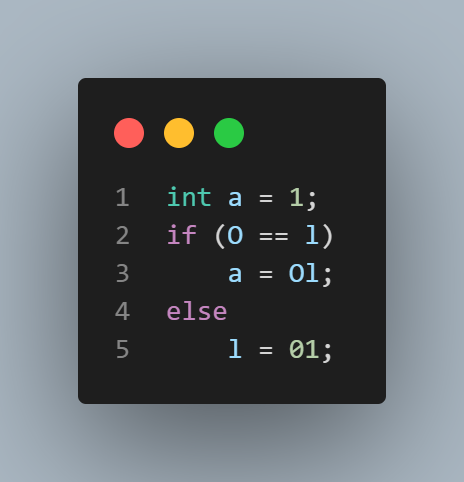 1 int a = 1;
2 if (O == l)
3     a = Ol;
4 else
5     l = 01;